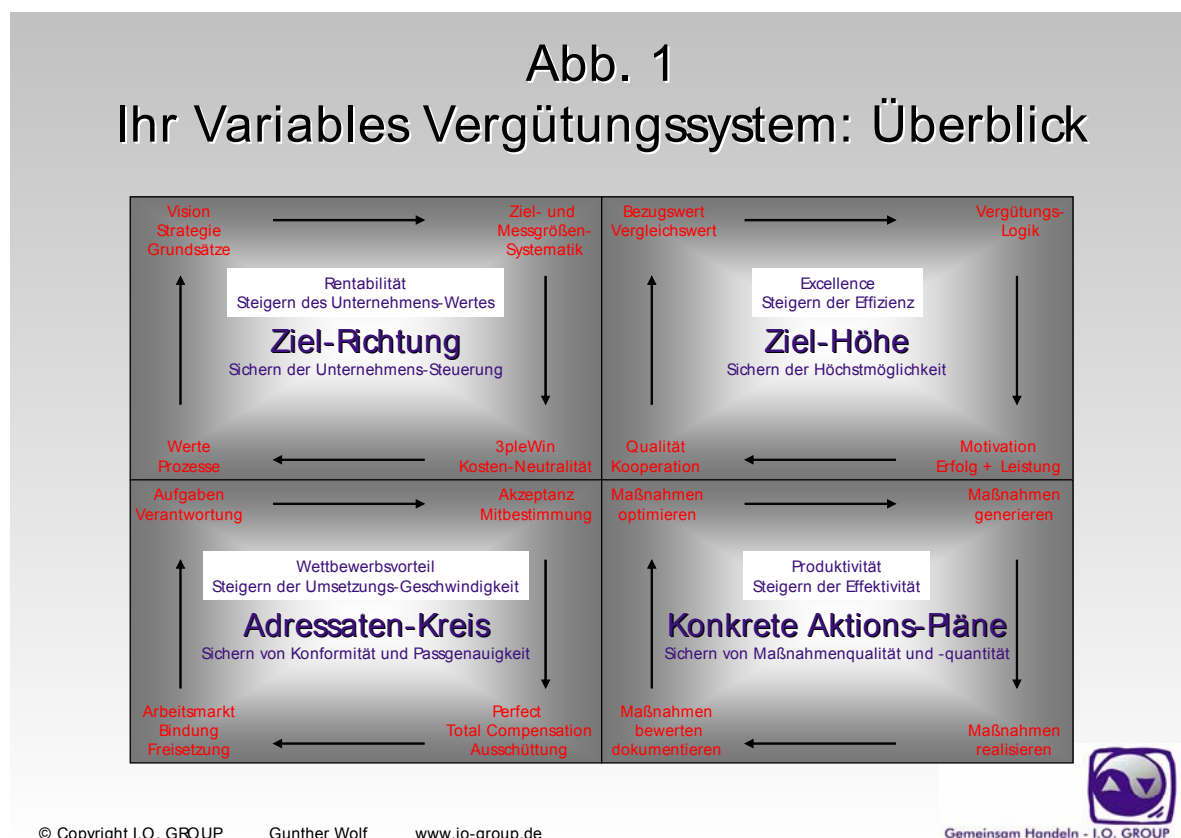 Abb. 1
Ihr Variables Vergütungssystem: Überblick
Vision
Strategie
Grundsätze
Ziel- und
Messgrößen-
Systematik
Rentabilität
Steigern des Unternehmens-Wertes
Ziel-Richtung
Sichern der Unternehmens-Steuerung
Werte
Prozesse
3pleWin
Kosten-Neutralität
Bezugswert
Vergleichswert
Vergütungs-
Logik
Excellence
Steigern der Effizienz
Ziel-Höhe
Sichern der Höchstmöglichkeit
Qualität
Kooperation
Motivation
Erfolg + Leistung
Aufgaben
Verantwortung
Akzeptanz
Mitbestimmung
Wettbewerbsvorteil
Steigern der Umsetzungs-Geschwindigkeit
Adressaten-Kreis
Sichern von Konformität und Passgenauigkeit
Arbeitsmarkt
Bindung
Freisetzung
Perfect
Total Compensation
Ausschüttung
Maßnahmen
optimieren
Maßnahmen
generieren
Produktivität
Steigern der Effektivität
Konkrete Aktions-Pläne
Sichern von Maßnahmenqualität und -quantität
Maßnahmen
bewerten
dokumentieren
Maßnahmen
realisieren
© Copyright I.O. GROUP Gunther Wolf www.io-group.de
Gemeinsam Handeln - I.O. GROUP